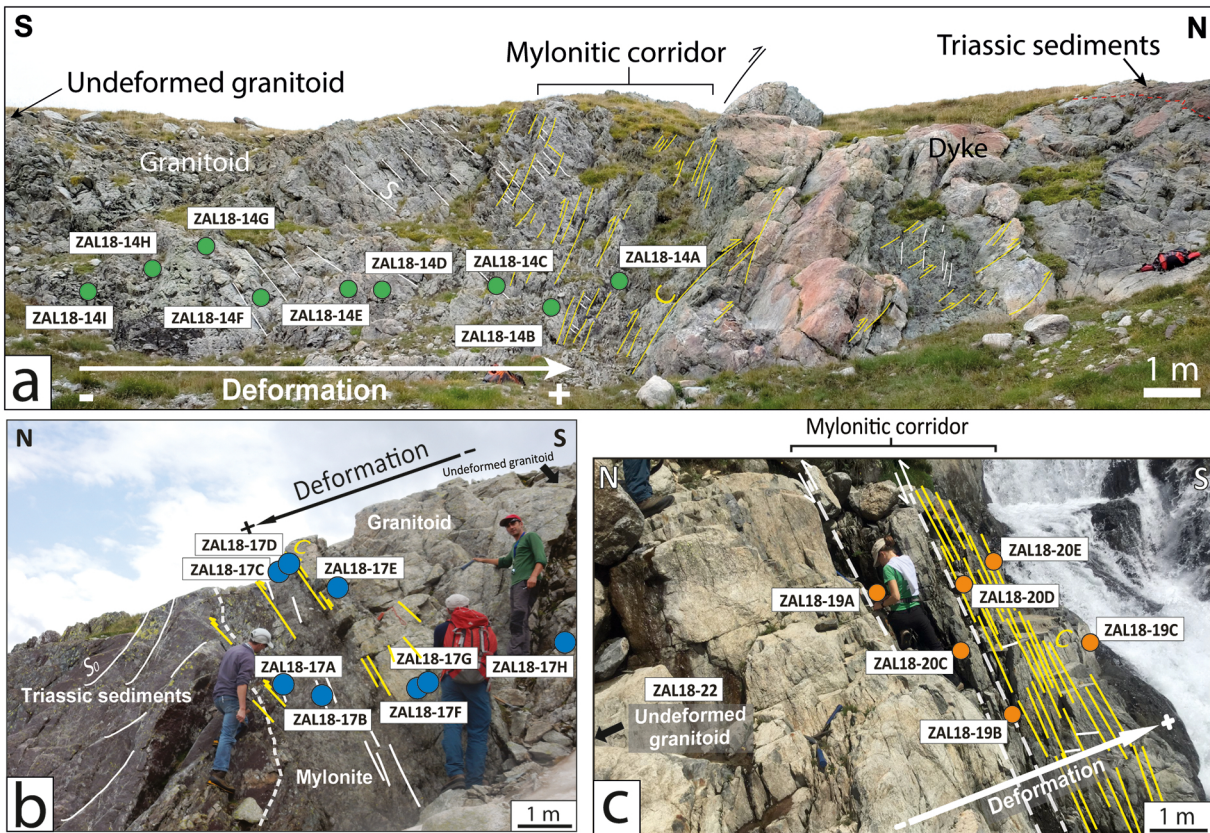 S
N
Mylonitic corridor
Triassic sediments
Undeformed granitoid
Granitoid
Dyke
S
ZAL18-14G
ZAL18-14H
ZAL18-14D
ZAL18-14C
ZAL18-14A
ZAL18-14I
ZAL18-14F
ZAL18-14E
ZAL18-14B
C
a
- Deformation +
1 m
N
S
- Deformation +
Undeformed granitoid
Granitoid
ZAL18-17D
C
ZAL18-17C
ZAL18-17E
S0
ZAL18-17A
ZAL18-17G
ZAL18-17H
Triassic sediments
ZAL18-17B
ZAL18-17F
Mylonite
b
1 m
Mylonitic corridor
N
S
ZAL18-20E
ZAL18-19A
ZAL18-20D
ZAL18-19C
C
ZAL18-20C
ZAL18-22
Undeformed
granitoid
ZAL18-19B
- Deformation +
c
1 m